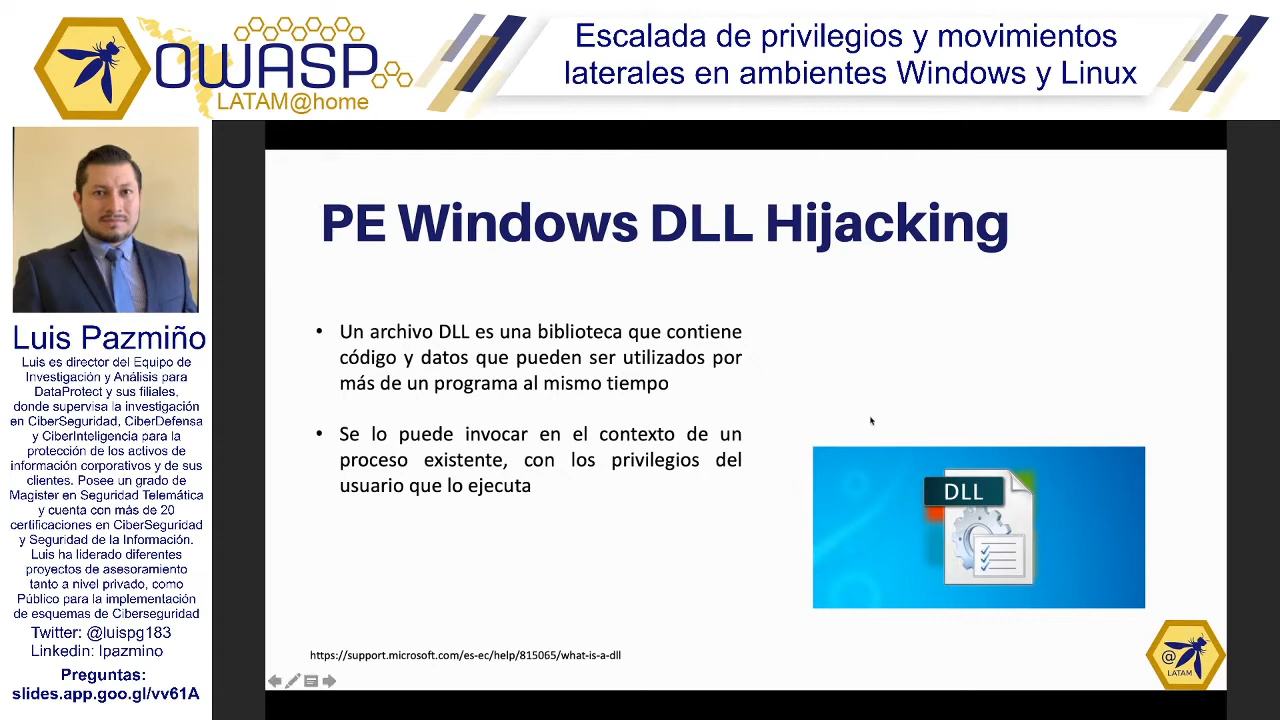 OWASP
LATAM@home
Escalada de privilegios y movimientos
laterales en ambientes Windows y Linux
Luis Pazmiño
Luis es director del Equipo de
Investigación y Análisis para
DataProtect y sus filiales,
donde supervisa la investigación
en CiberSeguridad, CiberDefensa
y CiberInteligencia para la
protección de los activos de
información corporativos y de sus
clientes. Posee un grado de
Magister en Seguridad Telemática
y cuenta con más de 20
certificaciones en CiberSeguridad
y Seguridad de la Información.
Luis ha liderado diferentes
proyectos de asesoramiento
tanto a nivel privado, como
Público para la implementación
de esquemas de Ciberseguridad
Twitter: @luispg183
Linkedin: lpazmino
Preguntas:
slides.app.goo.gl/vv61A
PE Windows DLL Hijacking
• Un archivo DLL es una biblioteca que contiene
código y datos que pueden ser utilizados por
más de un programa al mismo tiempo
• Se lo puede invocar en el contexto de un
proceso existente, con los privilegios del
usuario que lo ejecuta
DLL
https://support.microsoft.com/es-ec/help/815065/what-is-a-dll
@
LATAM